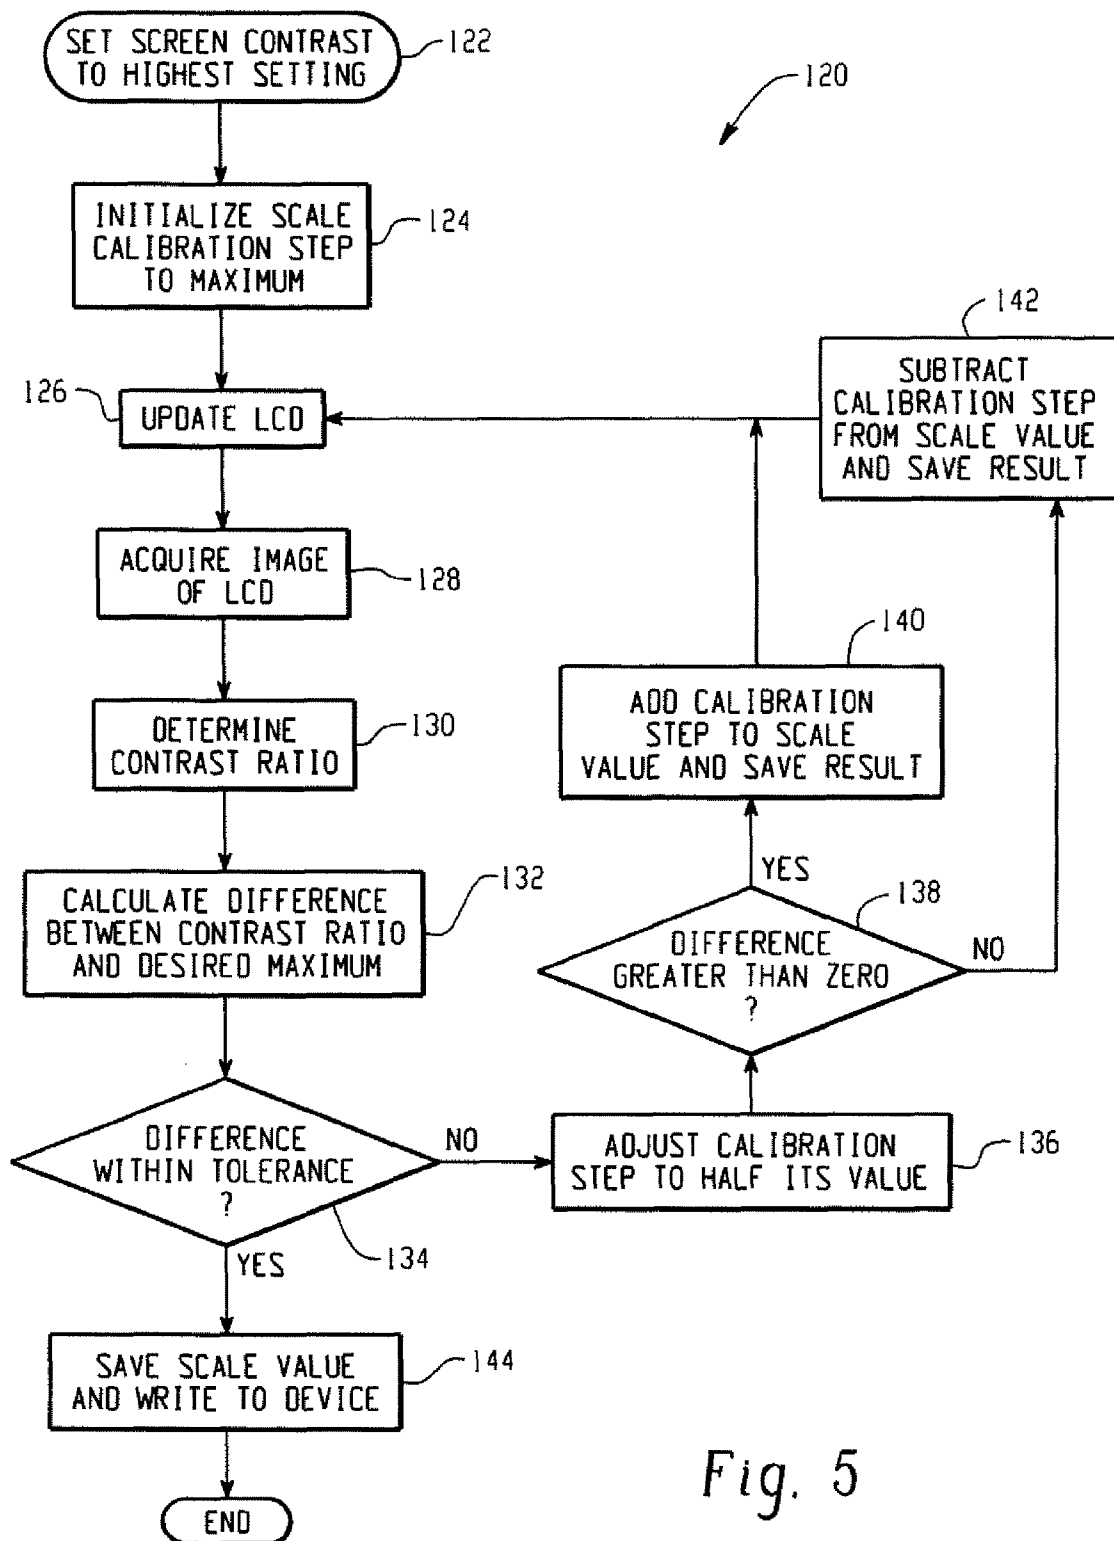 SET SCREEN CONTRAST
TO HIGHEST SETTING
122
120
INITIALIZE SCALE
CALIBRATION STEP
TO MAXIMUM
124
142
SUBTRACT
CALIBRATION STEP
FROM SCALE VALUE
AND SAVE RESULT
126
UPDATE LCD
ACQUIRE IMAGE
OF LCD
128
140
ADD CALIBRATION
STEP TO SCALE
VALUE AND SAVE RESULT
DETERMINE
CONTRAST RATIO
130
YES
138
DIFFERENCE
GREATER THAN ZERO
?
NO
CALCULATE DIFFERENCE
BETWEEN CONTRAST RATIO
AND DESIRED MAXIMUM
132
DIFFERENCE
WITHIN TOLERANCE
?
NO
134
YES
ADJUST CALIBRATION
STEP TO HALF ITS VALUE
136
SAVE SCALE VALUE
AND WRITE TO DEVICE
144
END
Fig. 5